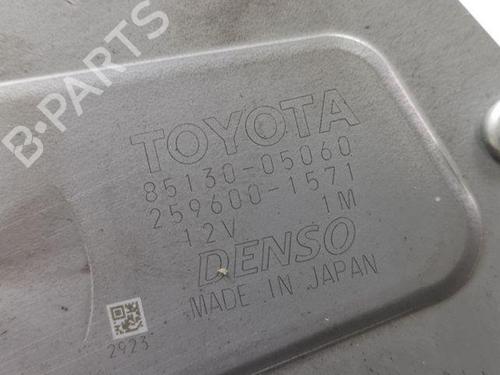 B-PARTS
TOYOTA
85130-05060
259600-1571
12V 1M
DENSO
MADE IN JAPAN
2923